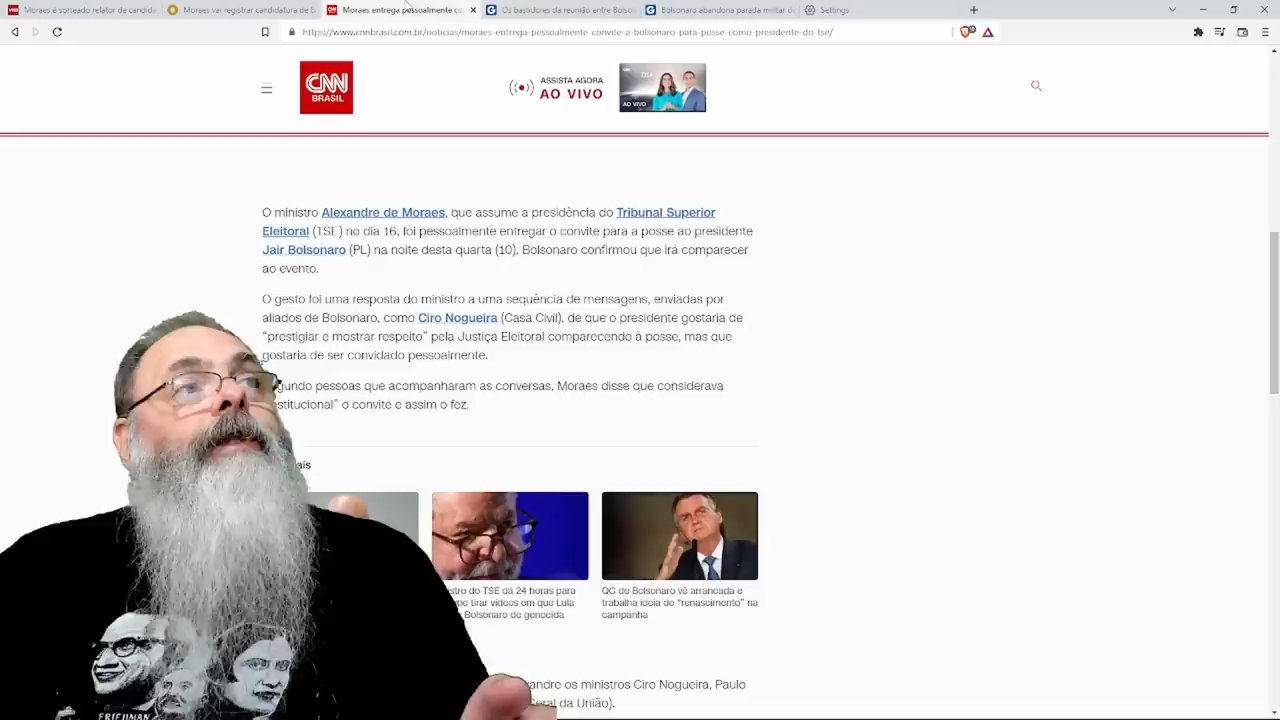 Moraes é sorteado relator de candida
Moraes vai registrar candidatura de B
Moraes entrega pessoalmente co
Os bastidores da reunião entre Bolson
Bolsonaro abandona parada militar d
Settings
https://www.cnnbrasil.com.br/noticias/moraes-entrega-pessoalmente-convite-a-bolsonaro-para-posse-como-presidente-do-tse/
CNN
BRASIL
ASSISTA AGORA
AO VIVO
AO VIVO
O ministro Alexandre de Moraes, que assume a presidência do Tribunal Superior
Eleitoral (TSE) no dia 16, foi pessoalmente entregar o convite para a posse ao presidente
Jair Bolsonaro (PL) na noite desta quarta (10). Bolsonaro confirmou que irá comparecer
ao evento.
O gesto foi uma resposta do ministro a uma sequência de mensagens, enviadas por
aliados de Bolsonaro, como Ciro Nogueira (Casa Civil), de que o presidente gostaria de
“prestigiar e mostrar respeito” pela Justiça Eleitoral comparecendo à posse, mas que
gostaria de ser convidado pessoalmente.
gundo pessoas que acompanharam as conversas, Moraes disse que considerava
stitucional” o convite e assim o fez.
ais
stro do TSE dá 24 horas para
be tirar vídeos em que Lula
Bolsonaro de genocida
QG de Bolsonaro vê arrancada e
trabalha ideia de “renascimento” na
campanha
xandre os ministros Ciro Nogueira, Paulo
Geral da União).
FRIEDMAN